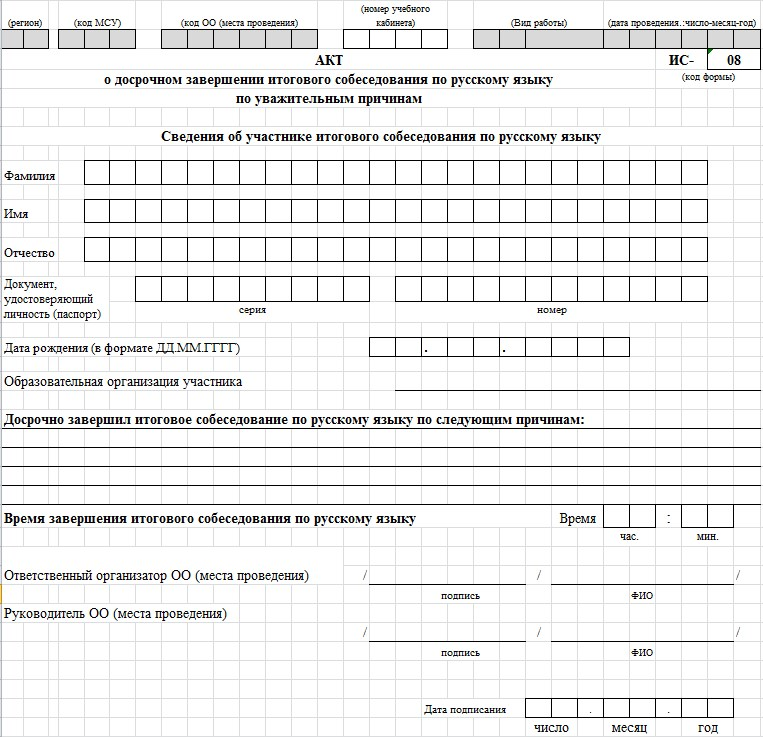 (регион) (код МСУ) (код ОО (места проведения) (номер учебного кабинета) (Вид работы) (дата проведения.:число-месяц-год)
АКТ ИС- 08
(код формы)
о досрочном завершении итогового собеседования по русскому языку
по уважительным причинам
Сведения об участнике итогового собеседования по русскому языку
Фамилия
Имя
Отчество
Документ,
удостоверяющий
личность (паспорт)
серия номер
Дата рождения (в формате ДД.ММ.ГГГГ) . .
Образовательная организация участника
Досрочно завершил итоговое собеседование по русскому языку по следующим причинам:
Время завершения итогового собеседования по русскому языку Время :
час. мин.
Ответственный организатор ОО (места проведения) / / /
подпись ФИО
Руководитель ОО (места проведения)
/ / /
подпись ФИО
Дата подписания . .
число месяц год